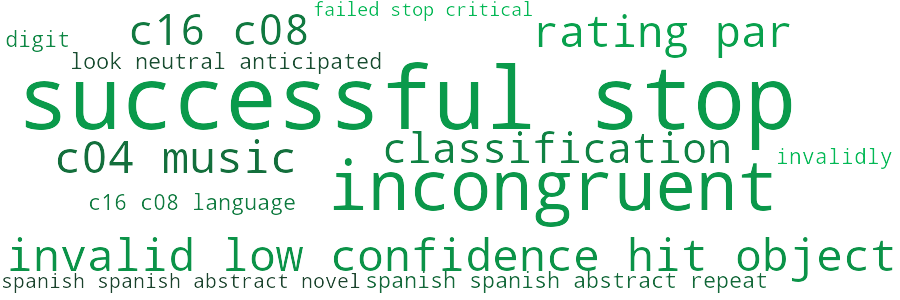 failed stop critical
digit
c16 c08
rating par
look neutral anticipated
successful stop
classification
c04 music
invalidly
incongruent
c16 c08 language
invalid low confidence hit object
spanish spanish abstract novel
spanish spanish abstract repeat